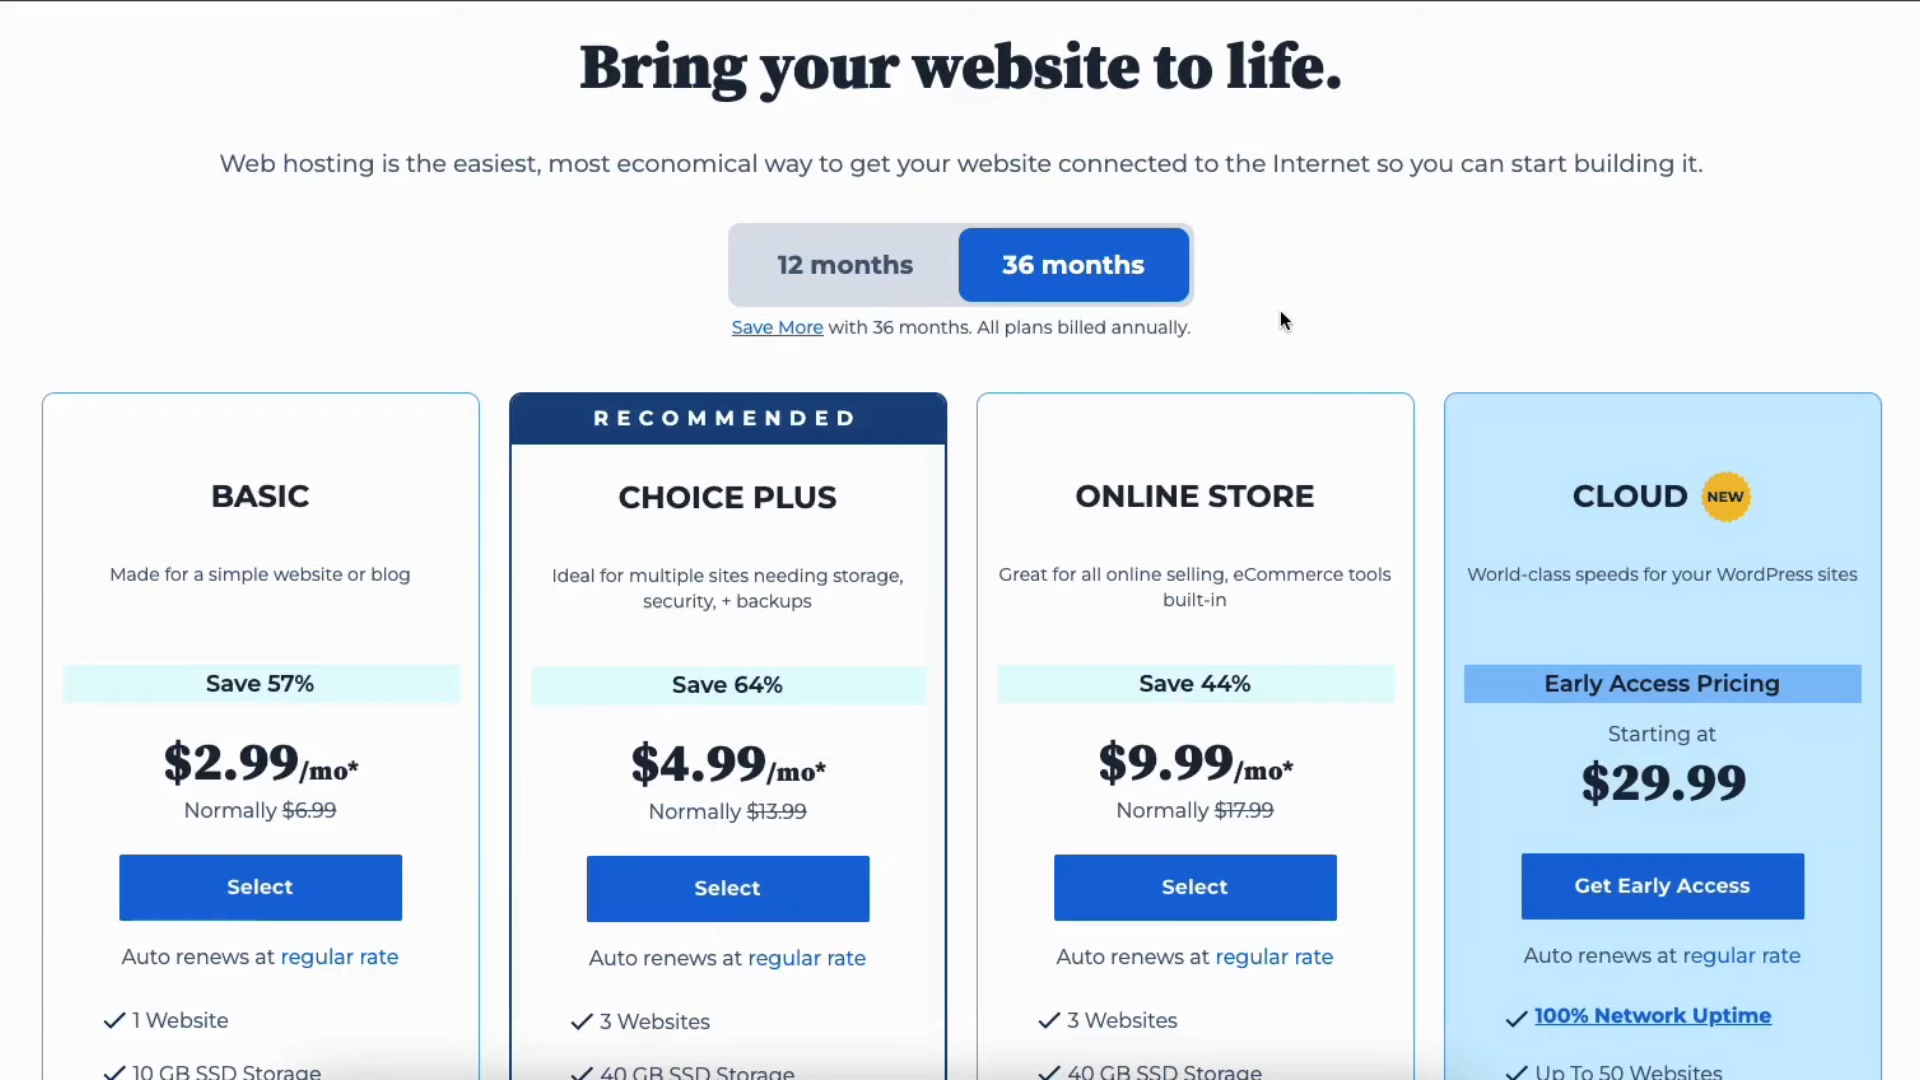 Bring your website to life.
Web hosting is the easiest, most economical way to get your website connected to the Internet so you can start building it.
12 months
36 months
Save More with 36 months. All plans billed annually.
BASIC
Made for a simple website or blog
Save 57%
$2.99/mo*
Normally $6.99
Select
Auto renews at regular rate
1 Website
10 GB SSD Storage
RECOMMENDED
CHOICE PLUS
Ideal for multiple sites needing storage,
security, + backups
Save 64%
$4.99/mo*
Normally $13.99
Select
Auto renews at regular rate
3 Websites
40 GB SSD Storage
ONLINE STORE
Great for all online selling, eCommerce tools
built-in
Save 44%
$9.99/mo*
Normally $17.99
Select
Auto renews at regular rate
3 Websites
40 GB SSD Storage
CLOUD NEW
World-class speeds for your WordPress sites
Early Access Pricing
Starting at
$29.99
Get Early Access
Auto renews at regular rate
100% Network Uptime
Up To 50 Websites